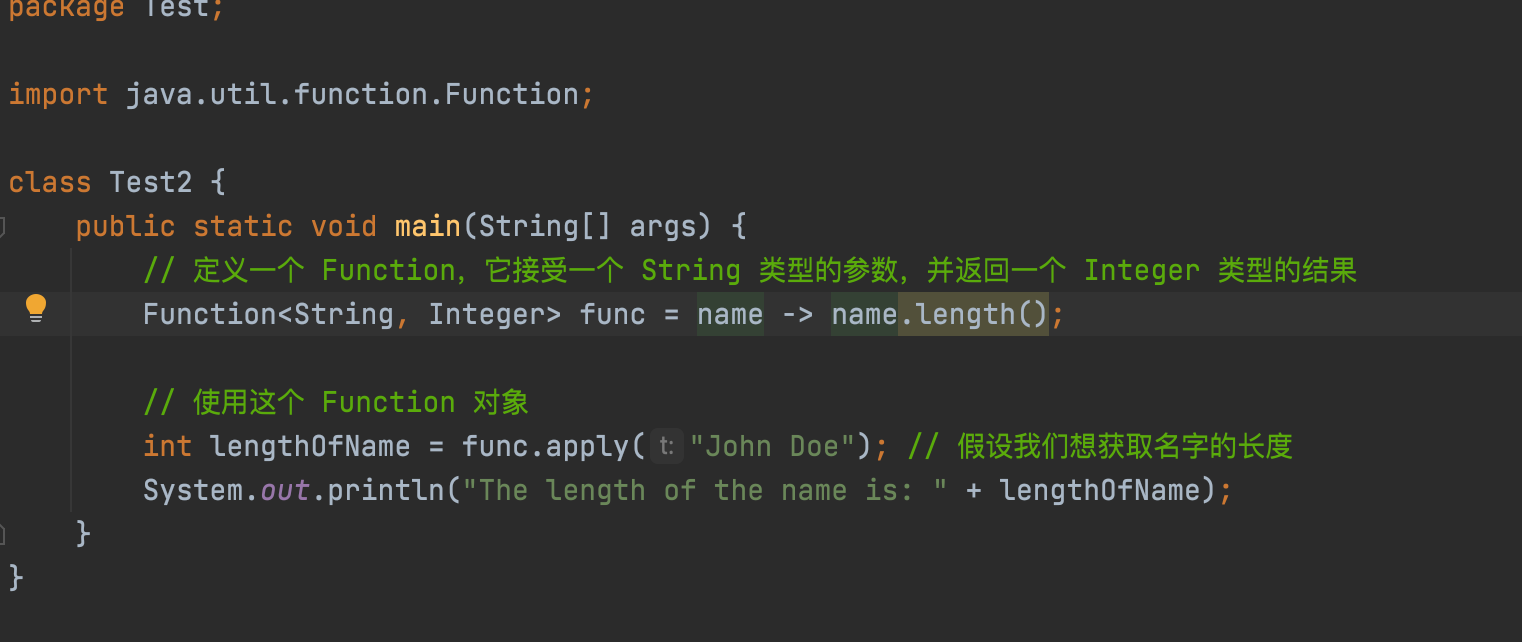 package Test;
import java.util.function.Function;
class Test2 {
public static void main(String[] args) {
// 定义一个 Function，它接受一个 String 类型的参数，并返回一个 Integer 类型的结果
Function<String, Integer> func = name -> name.length();
// 使用这个 Function 对象
int lengthOfName = func.apply( t: "John Doe"); // 假设我们想获取名字的长度
System.out.println("The length of the name is: " + lengthOfName);
}
}